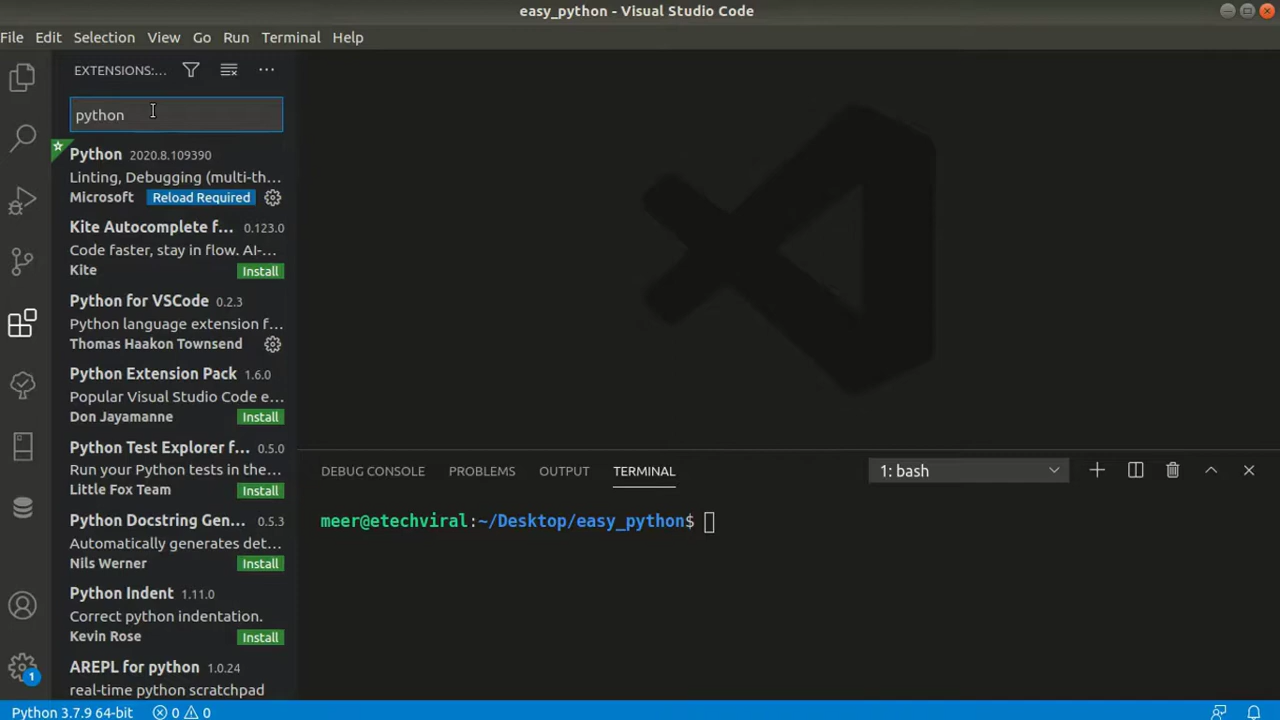 easy_python - Visual Studio Code
File Edit Selection View Go Run Terminal Help
EXTENSIONS:...
python
Python 2020.8.109390
Linting, Debugging (multi-th...
Microsoft Reload Required
Kite Autocomplete f... 0.123.0
Code faster, stay in flow. AI-...
Kite Install
Python for VSCode 0.2.3
Python language extension f...
Thomas Haakon Townsend
Python Extension Pack 1.6.0
Popular Visual Studio Code e...
Don Jayamanne Install
Python Test Explorer f... 0.5.0
Run your Python tests in the...
Little Fox Team Install
Python Docstring Gen... 0.5.3
Automatically generates det...
Nils Werner Install
Python Indent 1.11.0
Correct python indentation.
Kevin Rose Install
AREPL for python 1.0.24
real-time python scratchpad
DEBUG CONSOLE PROBLEMS OUTPUT TERMINAL 1: bash
meer@etechviral:~/Desktop/easy_python$
1
Python 3.7.9 64-bit 0 0